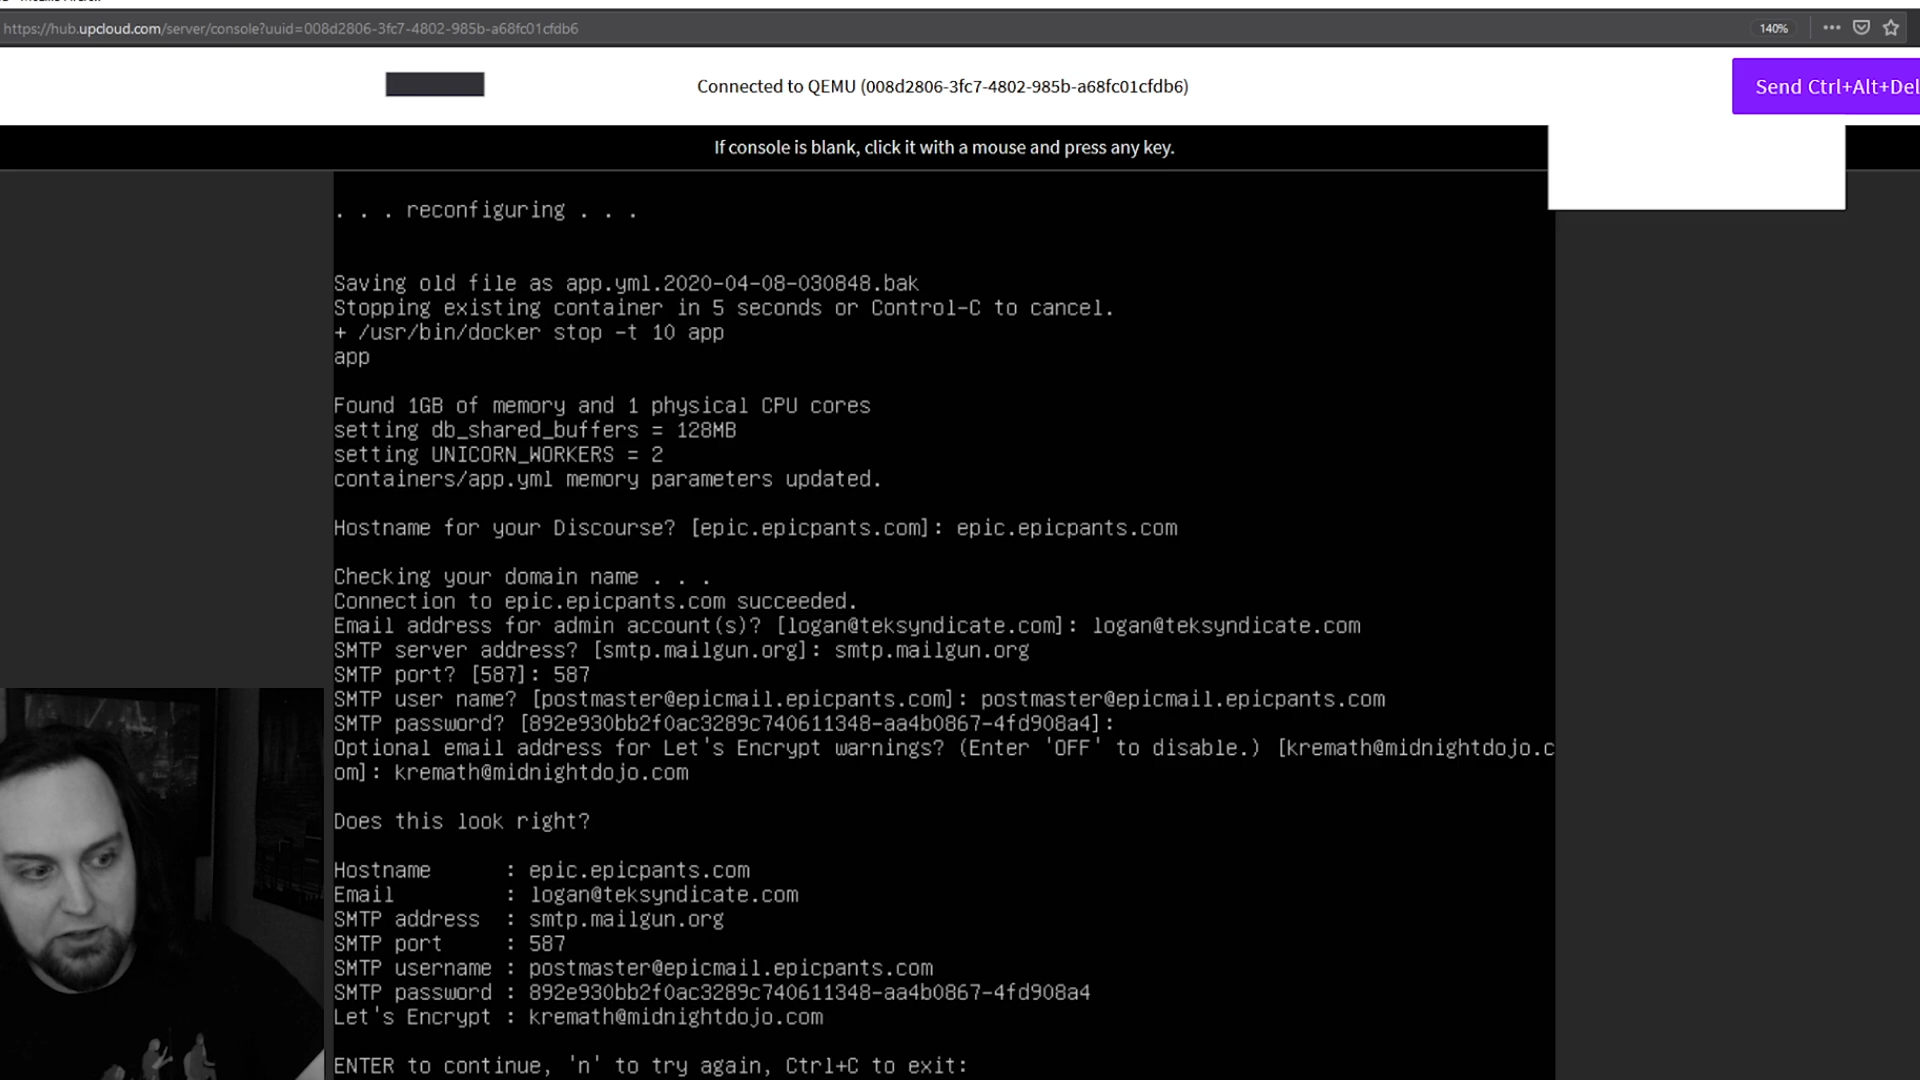 https://hub.upcloud.com/server/console?uuid=008d2806-3fc7-4802-985b-a68fc01cfdb6
140%
Connected to QEMU (008d2806-3fc7-4802-985b-a68fc01cfdb6)
Send Ctrl+Alt+Del
If console is blank, click it with a mouse and press any key.
. . . reconfiguring . . .
Saving old file as app.yml.2020-04-08-030848.bak
Stopping existing container in 5 seconds or Control-C to cancel.
+ /usr/bin/docker stop -t 10 app
app
Found 1GB of memory and 1 physical CPU cores
setting db_shared_buffers = 128MB
setting UNICORN_WORKERS = 2
containers/app.yml memory parameters updated.
Hostname for your Discourse? [epic.epicpants.com]: epic.epicpants.com
Checking your domain name . . .
Connection to epic.epicpants.com succeeded.
Email address for admin account(s)? [logan@teksyndicate.com]: logan@teksyndicate.com
SMTP server address? [smtp.mailgun.org]: smtp.mailgun.org
SMTP port? [587]: 587
SMTP user name? [postmaster@epicmail.epicpants.com]: postmaster@epicmail.epicpants.com
SMTP password? [892e930bb2f0ac3289c740611348-aa4b0867-4fd908a4]:
Optional email address for Let's Encrypt warnings? (Enter 'OFF' to disable.) [kremath@midnightdojo.c
om]: kremath@midnightdojo.com
Does this look right?
Hostname : epic.epicpants.com
Email : logan@teksyndicate.com
SMTP address : smtp.mailgun.org
SMTP port : 587
SMTP username : postmaster@epicmail.epicpants.com
SMTP password : 892e930bb2f0ac3289c740611348-aa4b0867-4fd908a4
Let's Encrypt : kremath@midnightdojo.com
ENTER to continue, 'n' to try again, Ctrl+C to exit: